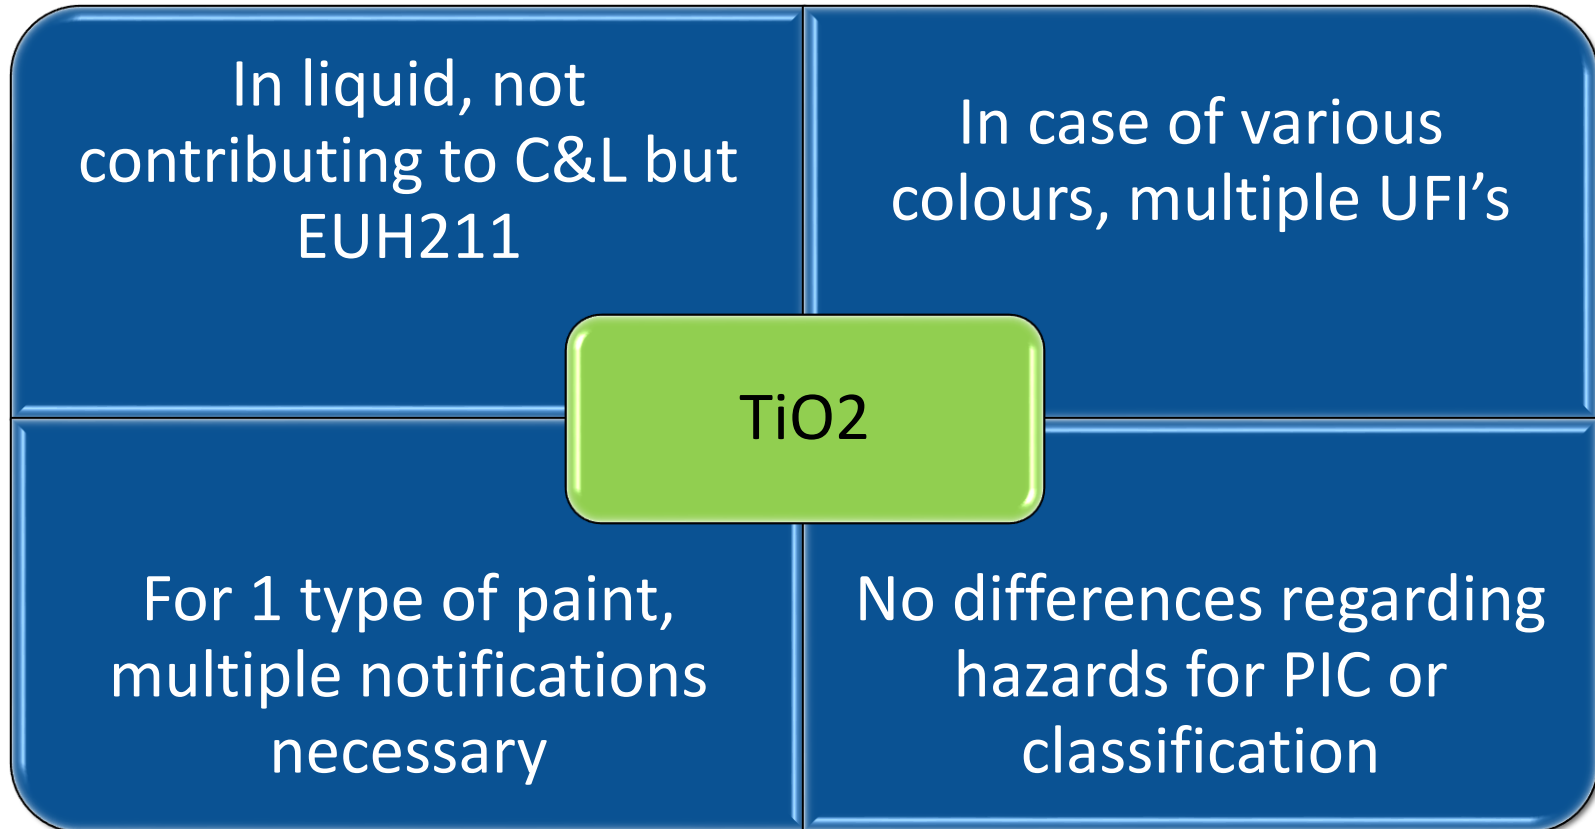 In liquid, not
contributing to C&L but
EUH211
In case of various
colours, multiple UFI’s
TiO2
For 1 type of paint,
multiple notifications
necessary
No differences regarding
hazards for PIC or
classification